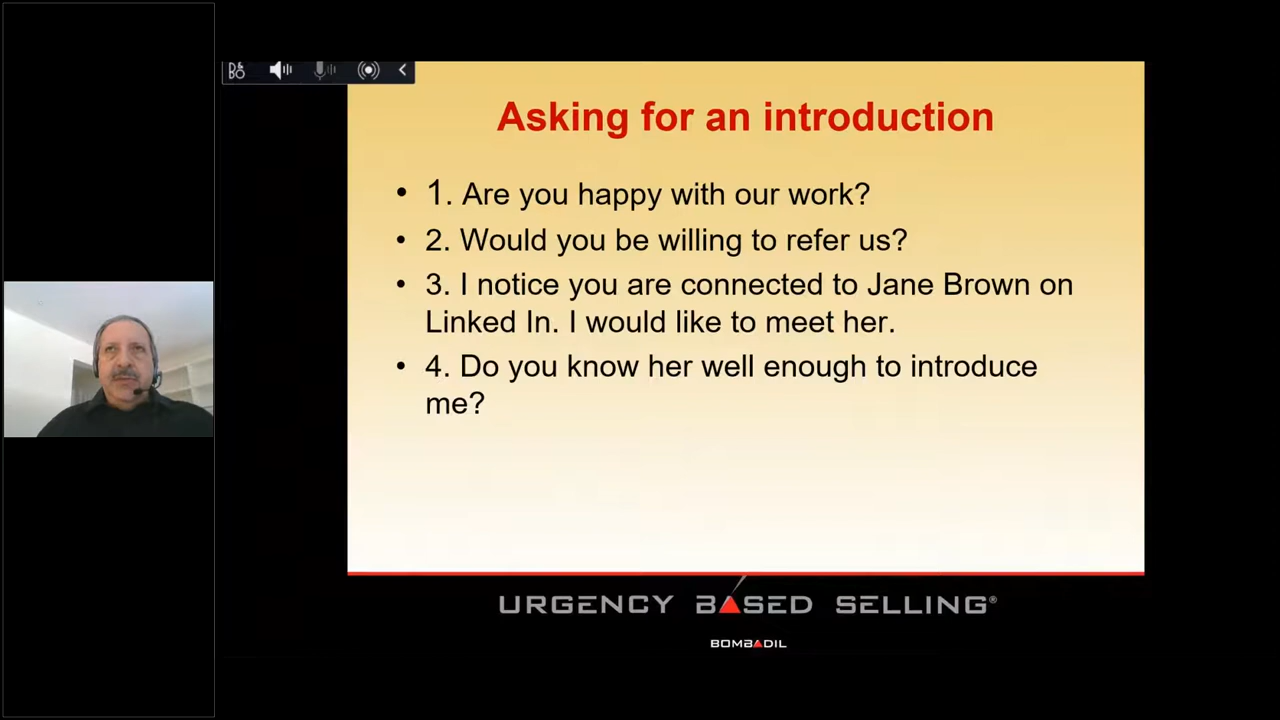 Asking for an introduction
• 1. Are you happy with our work?
• 2. Would you be willing to refer us?
• 3. I notice you are connected to Jane Brown on
Linked In. I would like to meet her.
• 4. Do you know her well enough to introduce
me?
URGENCY BASED SELLING®
BOMBADIL